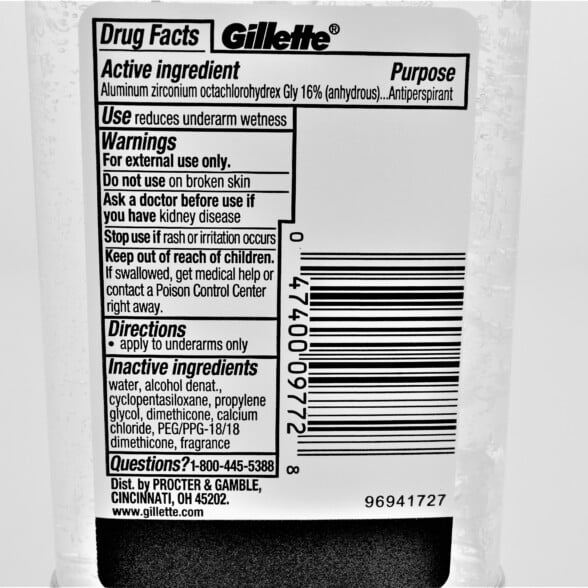 Drug Facts Gillette®
Active ingredient Purpose
Aluminum zirconium octachlorohydrex Gly 16% (anhydrous)...Antiperspirant
Use reduces underarm wetness
Warnings
For external use only.
Do not use on broken skin
Ask a doctor before use if
you have kidney disease
Stop use if rash or irritation occurs
Keep out of reach of children.
If swallowed, get medical help or
contact a Poison Control Center
right away.
Directions
• apply to underarms only
Inactive ingredients
water, alcohol denat.,
cyclopentasiloxane, propylene
glycol, dimethicone, calcium
chloride, PEG/PPG-18/18
dimethicone, fragrance
Questions? 1-800-445-5388
Dist. by PROCTER & GAMBLE,
CINCINNATI, OH 45202.
www.gillette.com
0 47400 09772 8
96941727